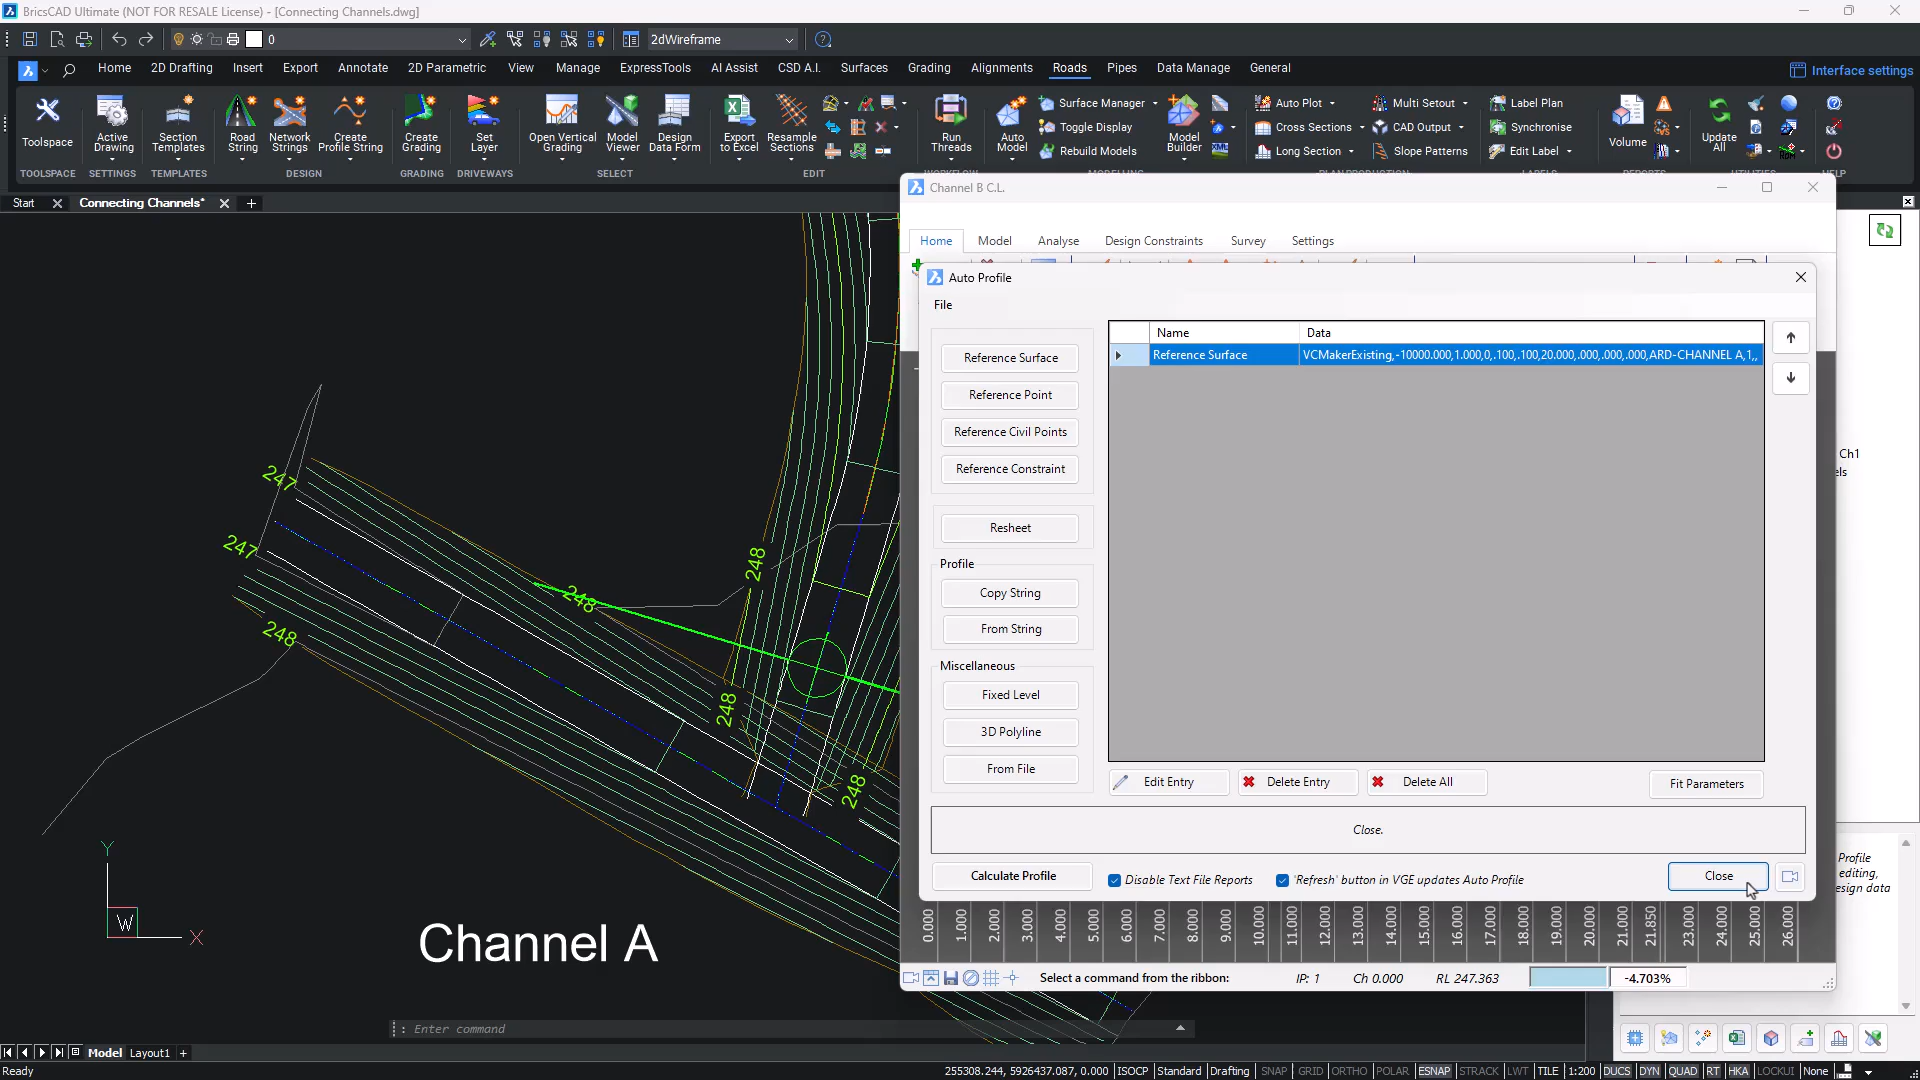 BricsCAD Ultimate (NOT FOR RESALE License) - [Connecting Channels.dwg]
0
2dWireframe
Home 2D Drafting Insert Export Annotate 2D Parametric View Manage ExpressTools AI Assist CSD A.I. Surfaces Grading Alignments Roads Pipes Data Manage General
Interface settings
Toolspace
Active Drawing
Section Templates
Road String
Network Strings
Create Profile String
Create Grading
Set Layer
Open Vertical Grading
Model Viewer
Design Data Form
Export to Excel
Resample Sections
Run Threads
Auto Model
Surface Manager
Toggle Display
Rebuild Models
Model Builder
XML
Auto Plot
Cross Sections
Long Section
Multi Setout
CAD Output
Slope Patterns
Label Plan
Synchronise
Edit Label
Volume
Update All
TOOLSPACE SETTINGS TEMPLATES DESIGN GRADING DRIVEWAYS SELECT EDIT
Start Connecting Channels*
Channel B C.L.
Home Model Analyse Design Constraints Survey Settings
Auto Profile
File
Reference Surface
Reference Point
Reference Civil Points
Reference Constraint
Resheet
Profile
Copy String
From String
Miscellaneous
Fixed Level
3D Polyline
From File
Name Data
Reference Surface VCMakerExisting,-10000.000,1.000,0,.100,.100,20.000,.000,.000,.000,ARD-CHANNEL A,1,,
Edit Entry Delete Entry Delete All Fit Parameters
Close.
Calculate Profile Disable Text File Reports 'Refresh' button in VGE updates Auto Profile Close
0.000 1.000 2.000 3.000 4.000 5.000 6.000 7.000 8.000 9.000 10.000 11.000 12.000 13.000 14.000 15.000 16.000 17.000 18.000 19.000 20.000 21.000 21.850 23.000 24.000 25.000 26.000
Select a command from the ribbon: IP: 1 Ch 0.000 RL 247.363 -4.703%
Ch1
els
Profile
editing,
esign data
247
247
248
248
248
248
248
Channel A
Y
W
X
: Enter command
Model Layout1
Ready
255308.244, 5926437.087, 0.000 ISOCP Standard Drafting SNAP GRID ORTHO POLAR ESNAP STRACK LWT TILE 1:200 DUCS DYN QUAD RT HKA LOCKUI None